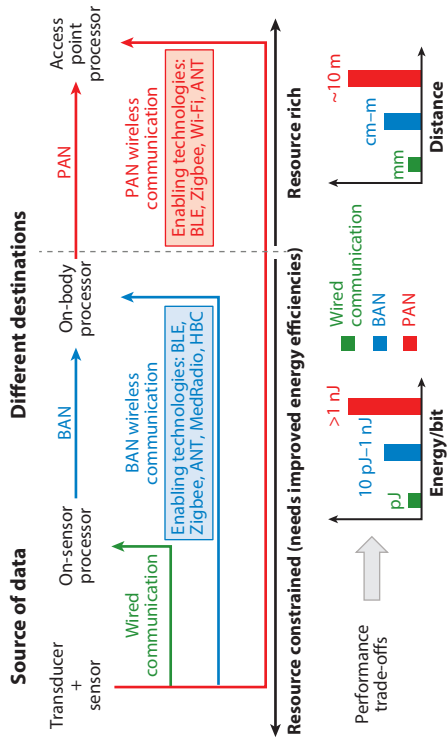 Source of data
Different destinations
Transducer
+
sensor
On-sensor
processor
BAN
On-body
processor
PAN
Access
point
processor
Wired
communication
BAN wireless
communication
Enabling technologies: BLE,
Zigbee, ANT, MedRadio, HBC
PAN wireless
communication
Enabling technologies:
BLE, Zigbee, Wi-Fi, ANT
Resource constrained (needs improved energy efficiencies)
Resource rich
Performance
trade-offs
pJ
10 pJ–1 nJ
>1 nJ
Energy/bit
Wired
communication
BAN
PAN
mm
cm–m
~10 m
Distance